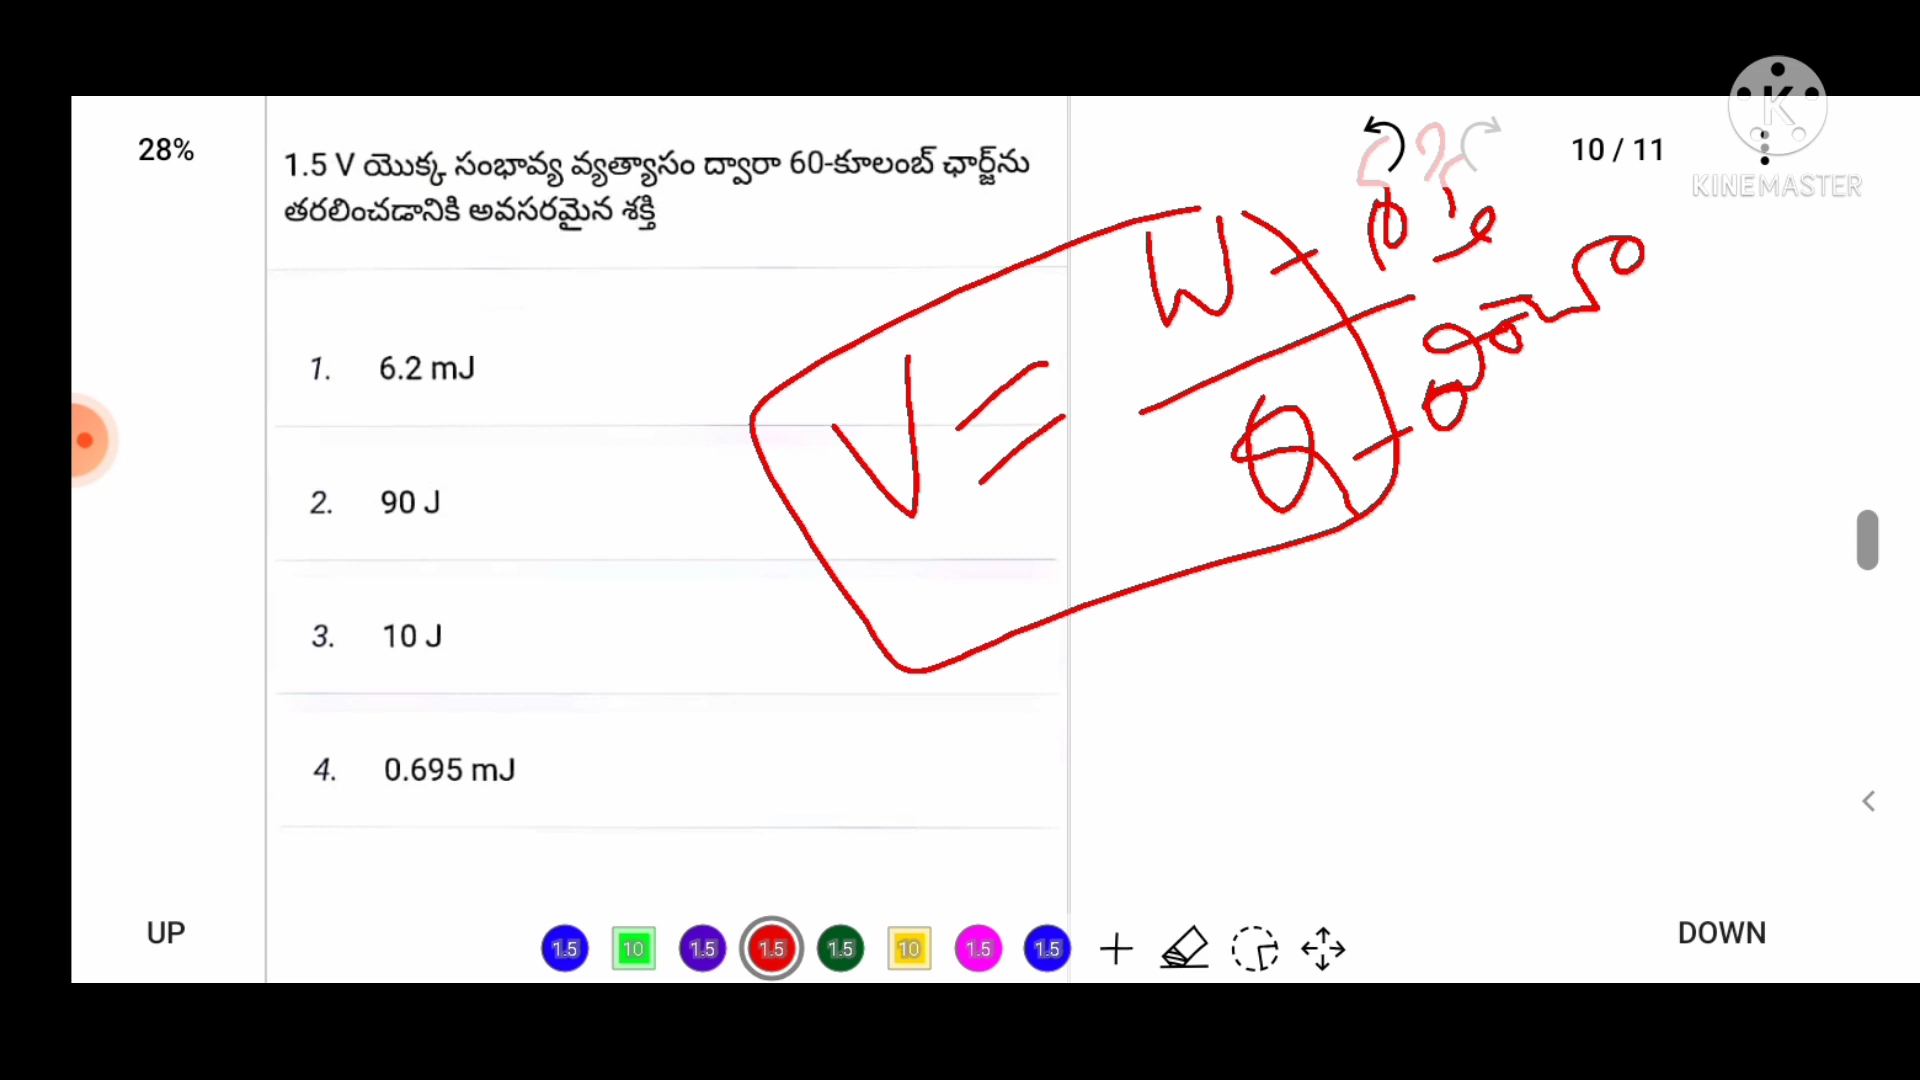 28%
10 / 11
KINEMASTER
1.5 V యొక్క సంభావ్య వ్యత్యాసం ద్వారా 60-కూలంబ్ ఛార్జ్‌ను
తరలించడానికి అవసరమైన శక్తి
V = W
Q
1. 6.2 mJ
2. 90 J
3. 10 J
4. 0.695 mJ
UP
DOWN
1.5 10 1.5 1.5 1.5 10 1.5 1.5